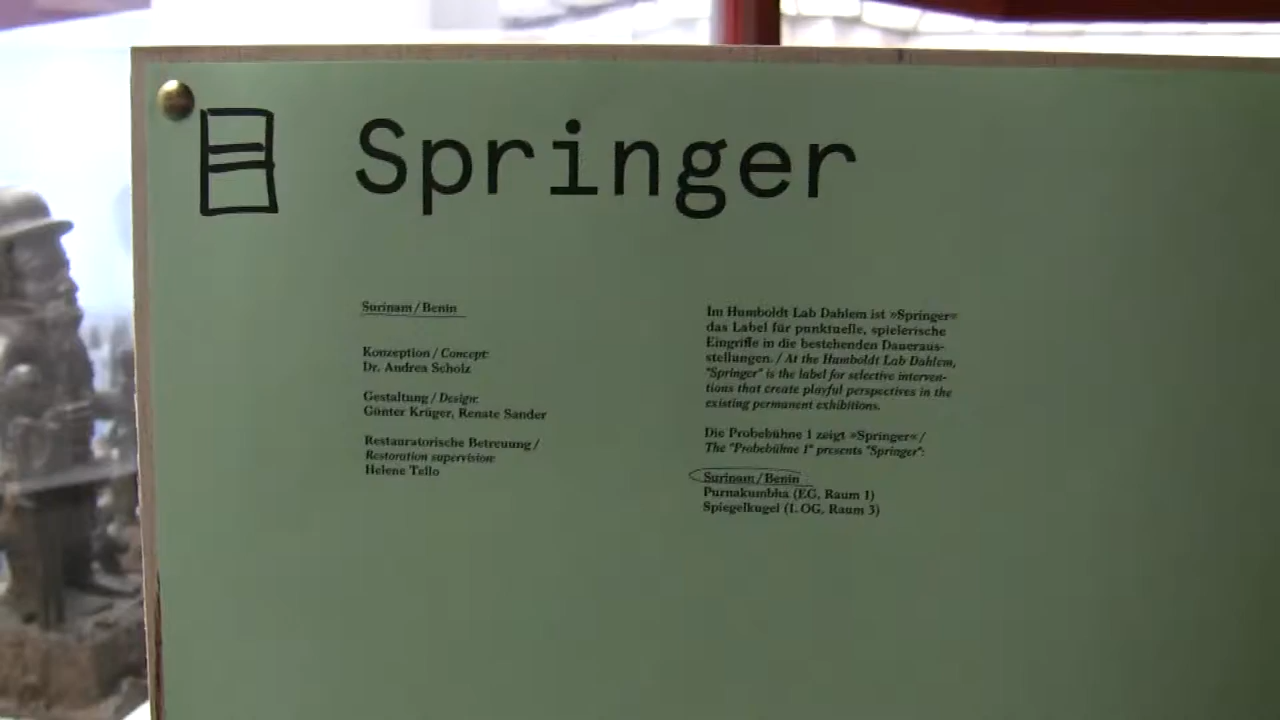 Springer
Surinam / Benin
Konzeption / Concept:
Dr. Andrea Scholz
Gestaltung / Design:
Günter Krüger, Renate Sander
Restauratorische Betreuung /
Restoration supervision:
Helene Tello
Im Humboldt Lab Dahlem ist »Springer«
das Label für punktuelle, spielerische
Eingriffe in die bestehenden Daueraus-
stellungen. / At the Humboldt Lab Dahlem,
"Springer" is the label for selective interven-
tions that create playful perspectives in the
existing permanent exhibitions.
Die Probebühne 1 zeigt »Springer« /
The "Probebühne 1" presents "Springer":
Surinam / Benin
Purnakumbha (EG, Raum 1)
Spiegelkugel (1. OG, Raum 3)